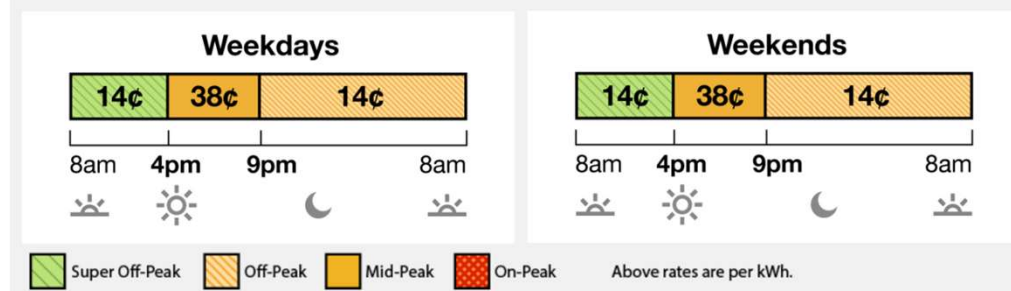 Weekdays
14¢ 38¢ 14¢
8am 4pm 9pm 8am
Weekends
14¢ 38¢ 14¢
8am 4pm 9pm 8am
Super Off-Peak Off-Peak Mid-Peak On-Peak Above rates are per kWh.